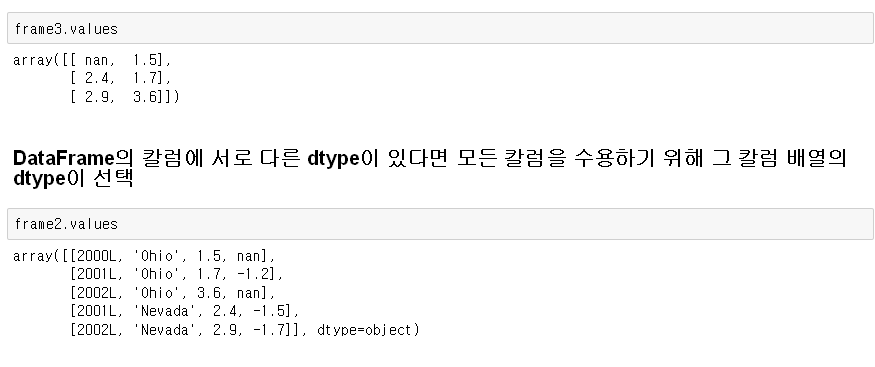 frame3.values
array([[ nan,  1.5],
       [ 2.4,  1.7],
       [ 2.9,  3.6]])
DataFrame의 칼럼에 서로 다른 dtype이 있다면 모든 칼럼을 수용하기 위해 그 칼럼 배열의
dtype이 선택
frame2.values
array([[2000L, 'Ohio', 1.5, nan],
       [2001L, 'Ohio', 1.7, -1.2],
       [2002L, 'Ohio', 3.6, nan],
       [2001L, 'Nevada', 2.4, -1.5],
       [2002L, 'Nevada', 2.9, -1.7]], dtype=object)